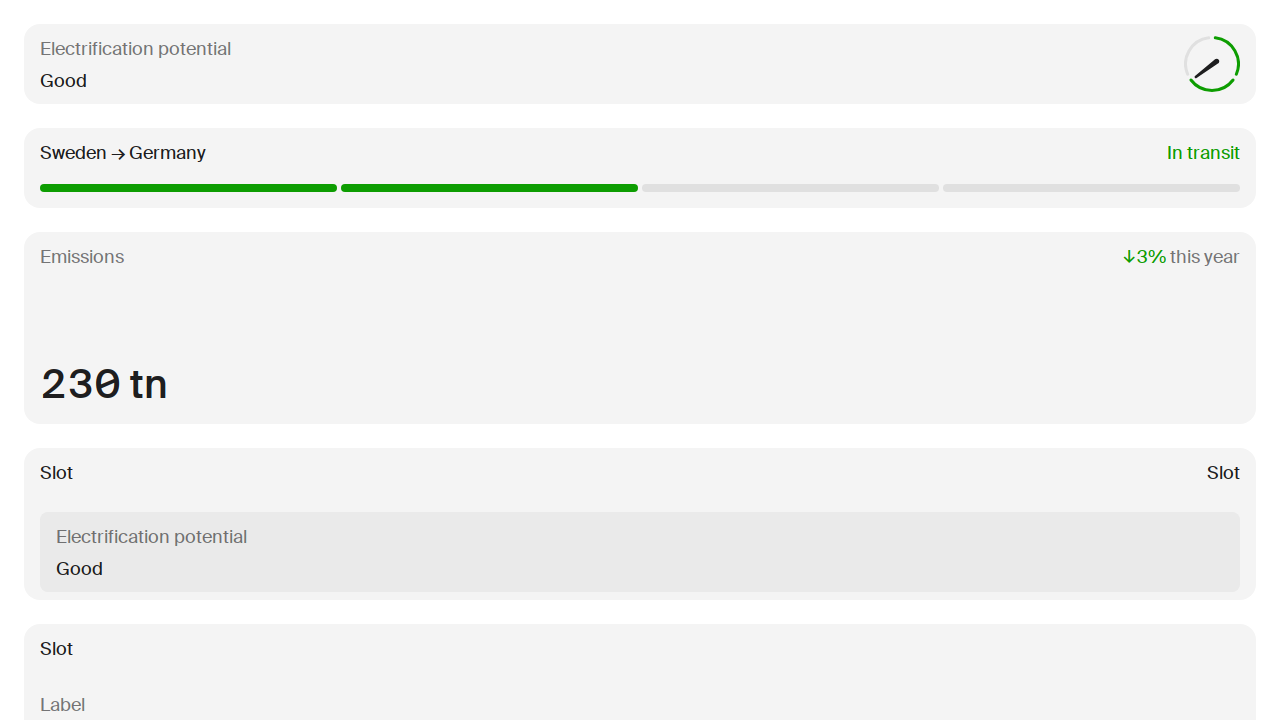 Electrification potential
Good
Sweden → Germany
In transit
Emissions
↓3% this year
230 tn
Slot
Slot
Electrification potential
Good
Slot
Label